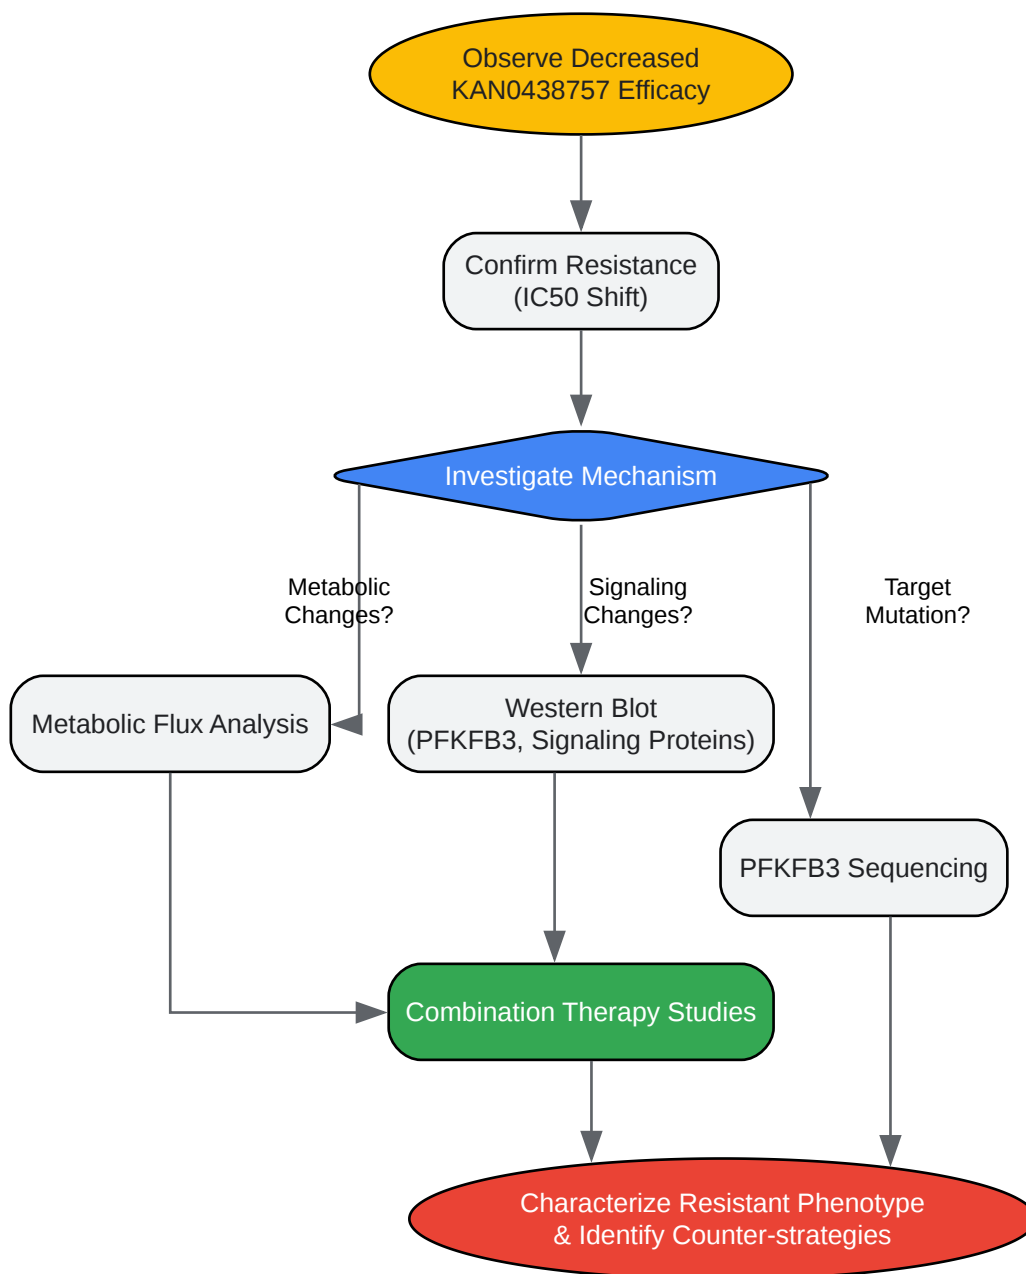 Observe Decreased
KAN0438757 Efficacy
Confirm Resistance
(IC50 Shift)
Investigate Mechanism
Metabolic
Changes?
Signaling
Changes?
Target
Mutation?
Metabolic Flux Analysis
Western Blot
(PFKFB3, Signaling Proteins)
PFKFB3 Sequencing
Combination Therapy Studies
Characterize Resistant Phenotype
& Identify Counter-strategies